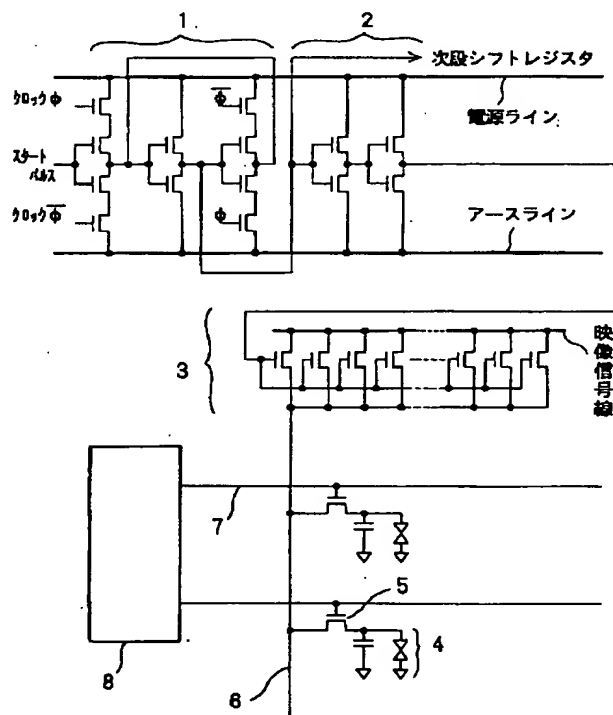 1
2
次段シフトレジスタ
クロックΦ
Φ̅
電源ライン
スタート
パルス
クロックΦ̅
Φ
アースライン
3
映像信号線
7
5
4
8
6